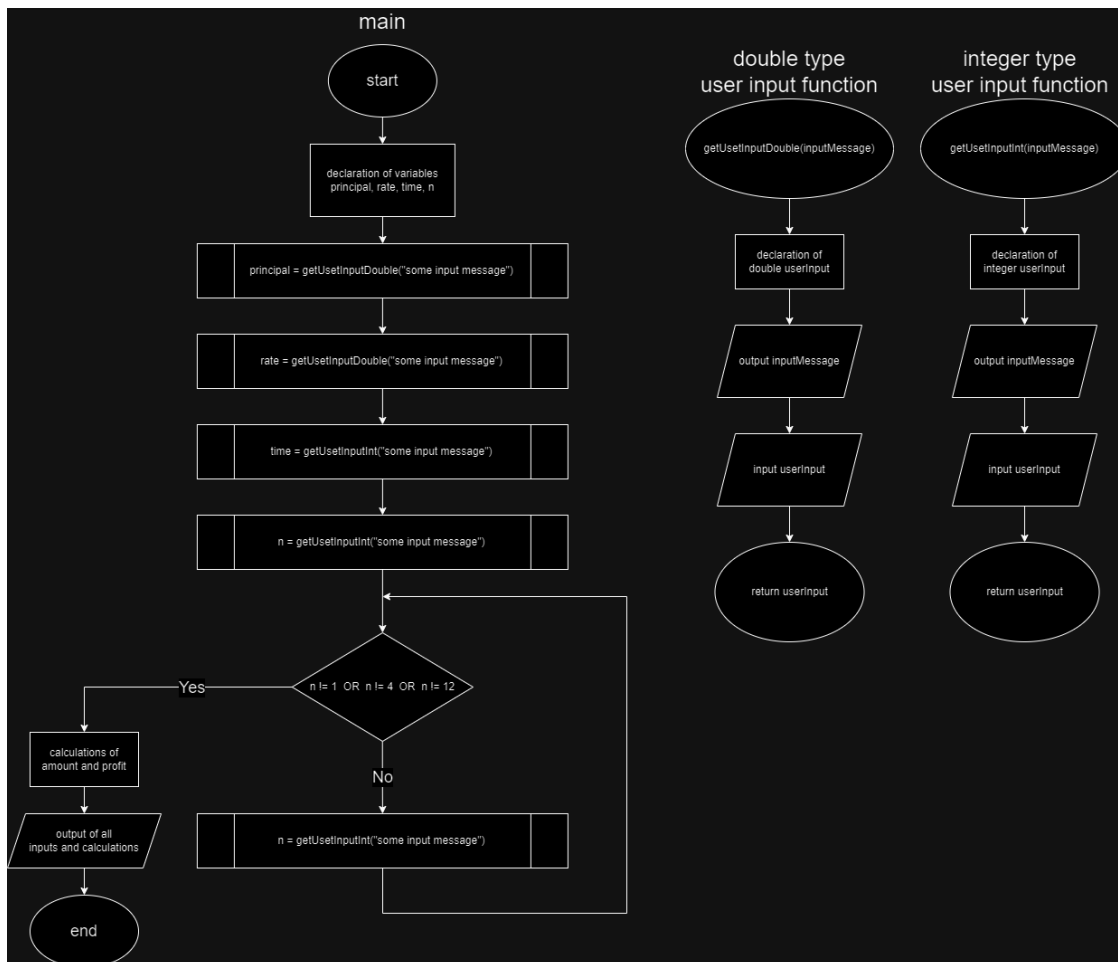 main
start
declaration of variables
principal, rate, time, n
principal = getUsetInputDouble("some input message")
rate = getUsetInputDouble("some input message")
time = getUsetInputInt("some input message")
n = getUsetInputInt("some input message")
n != 1 OR n != 4 OR n != 12
Yes
calculations of
amount and profit
output of all
inputs and calculations
end
No
n = getUsetInputInt("some input message")
double type
user input function
getUsetInputDouble(inputMessage)
declaration of
double userInput
output inputMessage
input userInput
return userInput
integer type
user input function
getUsetInputInt(inputMessage)
declaration of
integer userInput
output inputMessage
input userInput
return userInput